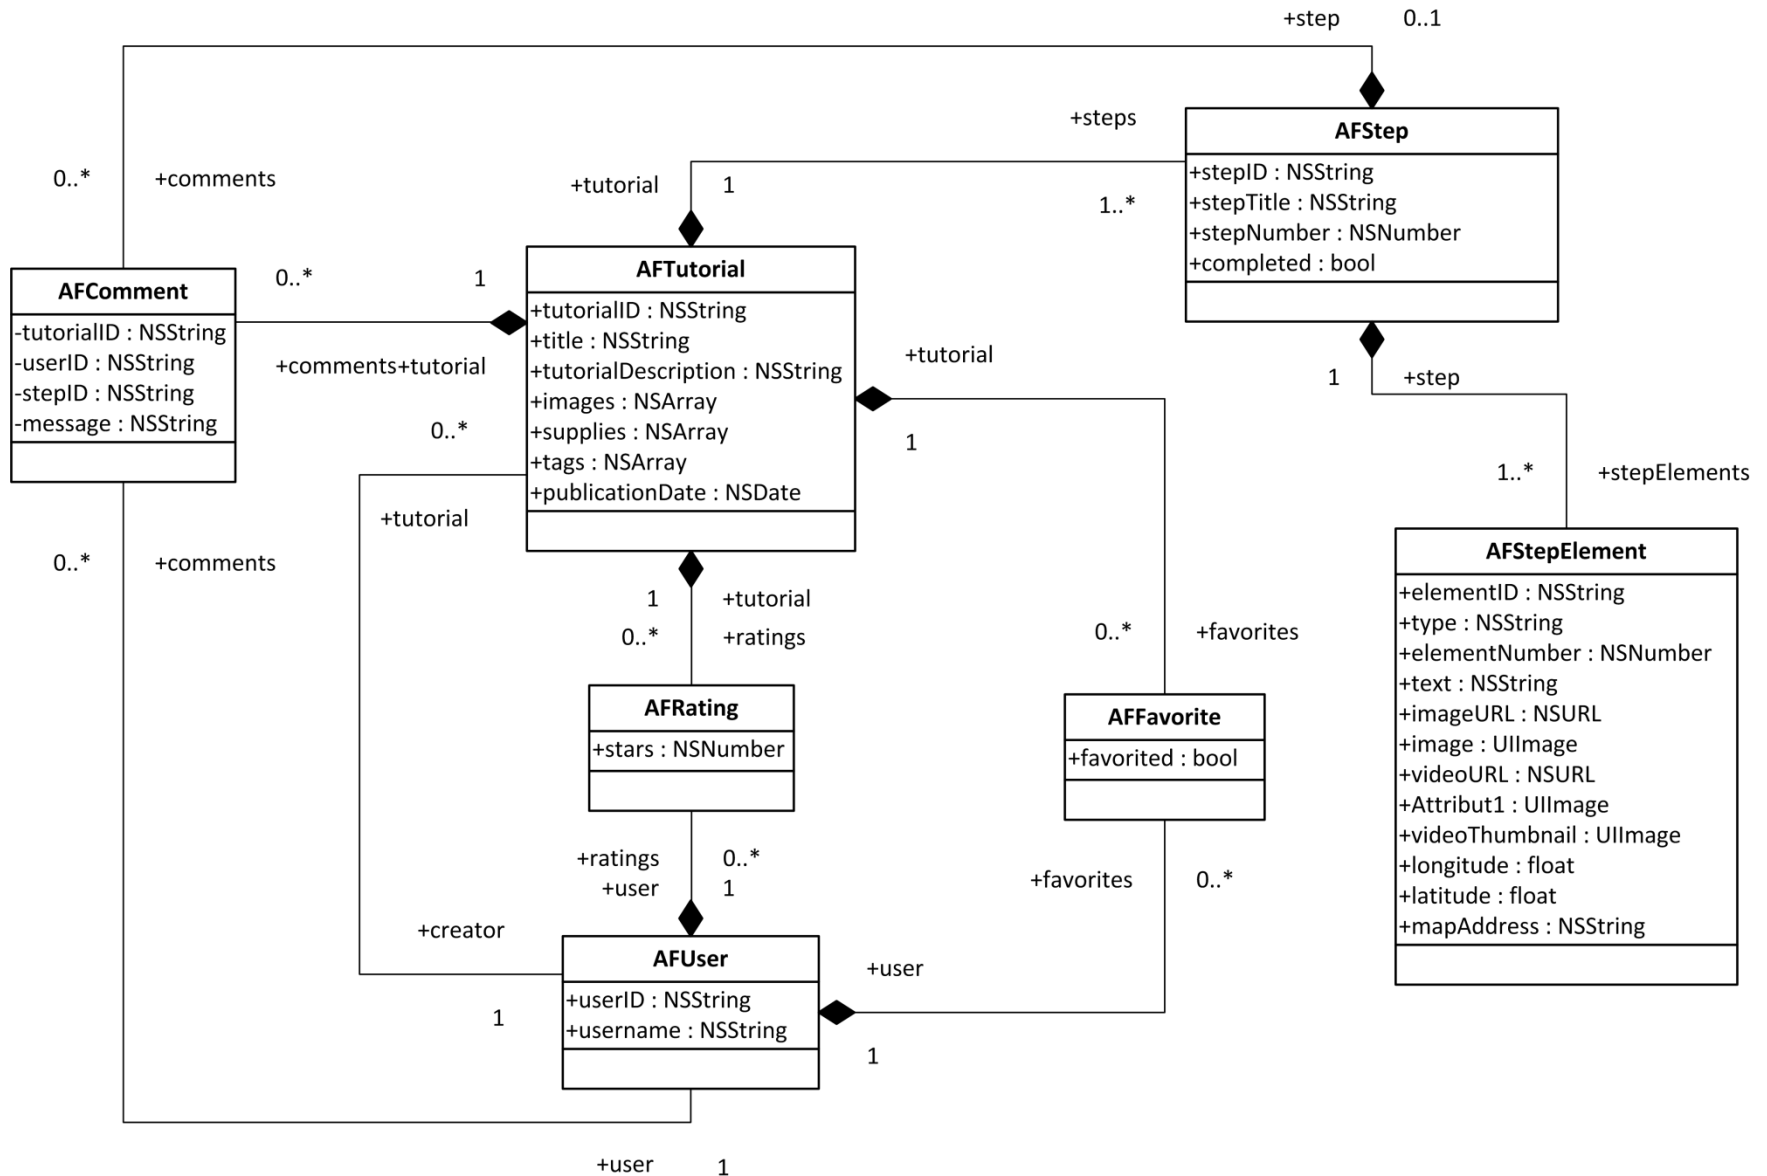 +step 0..1
AFStep
+stepID : NSString
+stepTitle : NSString
+stepNumber : NSNumber
+completed : bool
+steps
1..*
+tutorial 1
0..* +comments
AFComment
-tutorialID : NSString
-userID : NSString
-stepID : NSString
-message : NSString
0..* 1
+comments+tutorial
AFTutorial
+tutorialID : NSString
+title : NSString
+tutorialDescription : NSString
+images : NSArray
+supplies : NSArray
+tags : NSArray
+publicationDate : NSDate
+tutorial
1
1 +step
1..* +stepElements
0..*
+tutorial
0..* +comments
AFStepElement
+elementID : NSString
+type : NSString
+elementNumber : NSNumber
+text : NSString
+imageURL : NSURL
+image : UIImage
+videoURL : NSURL
+Attribut1 : UIImage
+videoThumbnail : UIImage
+longitude : float
+latitude : float
+mapAddress : NSString
1 +tutorial
0..* +ratings
0..* +favorites
AFRating
+stars : NSNumber
AFFavorite
+favorited : bool
+ratings 0..*
+user 1
+favorites 0..*
+creator
1
AFUser
+userID : NSString
+username : NSString
+user
1
+user 1